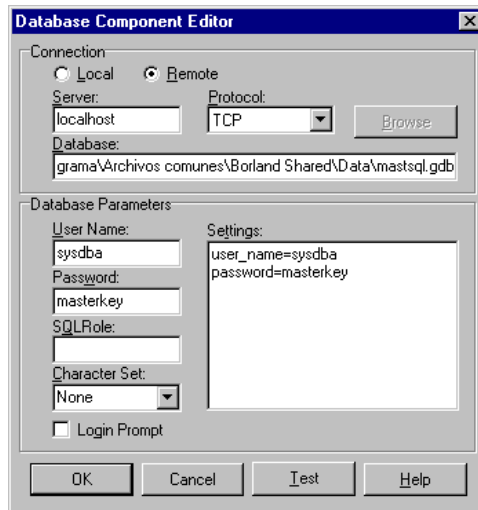 Database Component Editor
Connection
Local Remote
Server: Protocol:
localhost TCP Browse
Database:
grama\Archivos comunes\Borland Shared\Data\mastsql.gdb
Database Parameters
User Name: Settings:
sysdba user_name=sysdba
password=masterkey
Password:
masterkey
SQLRole:
Character Set:
None
Login Prompt
OK Cancel Test Help